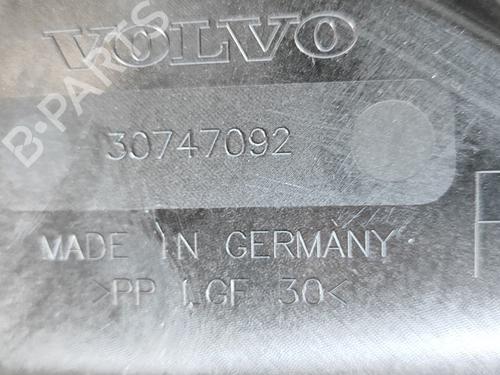 VOLVO
B-PARTS
30747092
MADE IN GERMANY
>PP LGF 30<